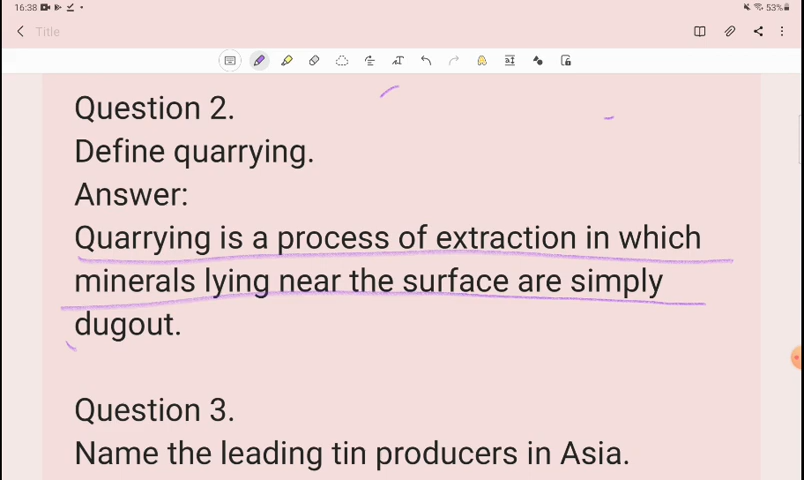 16:38
53%
Title
Question 2.
Define quarrying.
Answer:
Quarrying is a process of extraction in which
minerals lying near the surface are simply
dugout.
Question 3.
Name the leading tin producers in Asia.